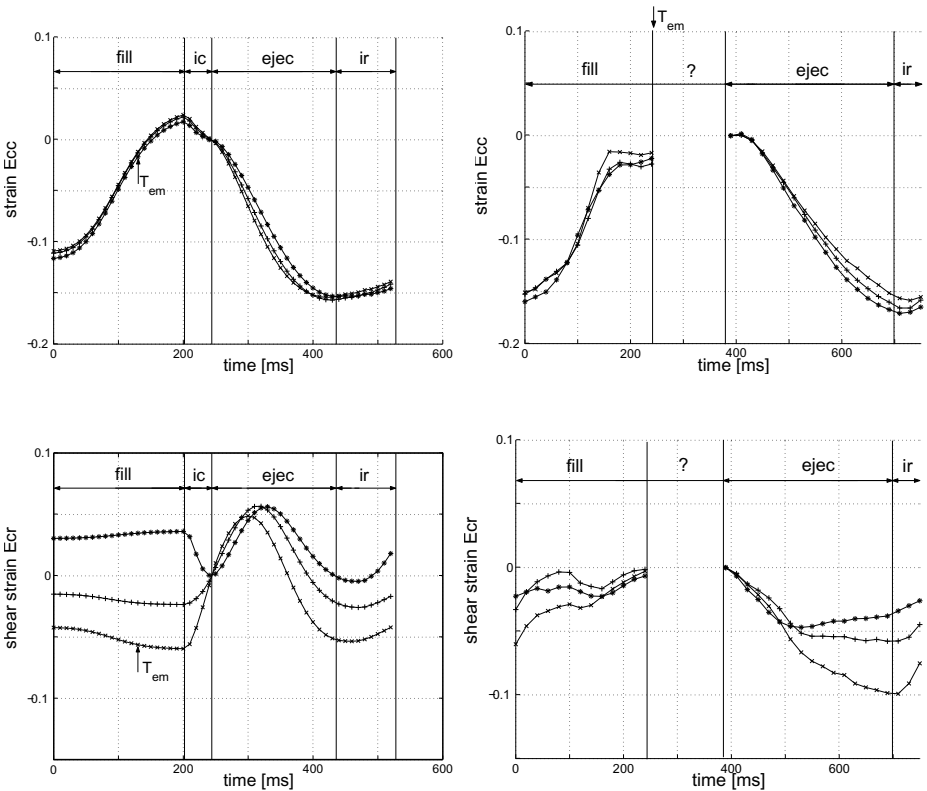 T_em
0.1
fill
ic
ejec
ir
0
−0.1
−0.2
T_em
strain Ecc
0
200
400
600
time [ms]
0.1
fill
?
ejec
ir
0
−0.1
−0.2
strain Ecc
0
200
400
600
time [ms]
0.1
fill
ic
ejec
ir
0
−0.1
T_em
shear strain Ecr
0
200
400
600
time [ms]
0.1
fill
?
ejec
ir
0
−0.1
shear strain Ecr
0
200
400
600
time [ms]